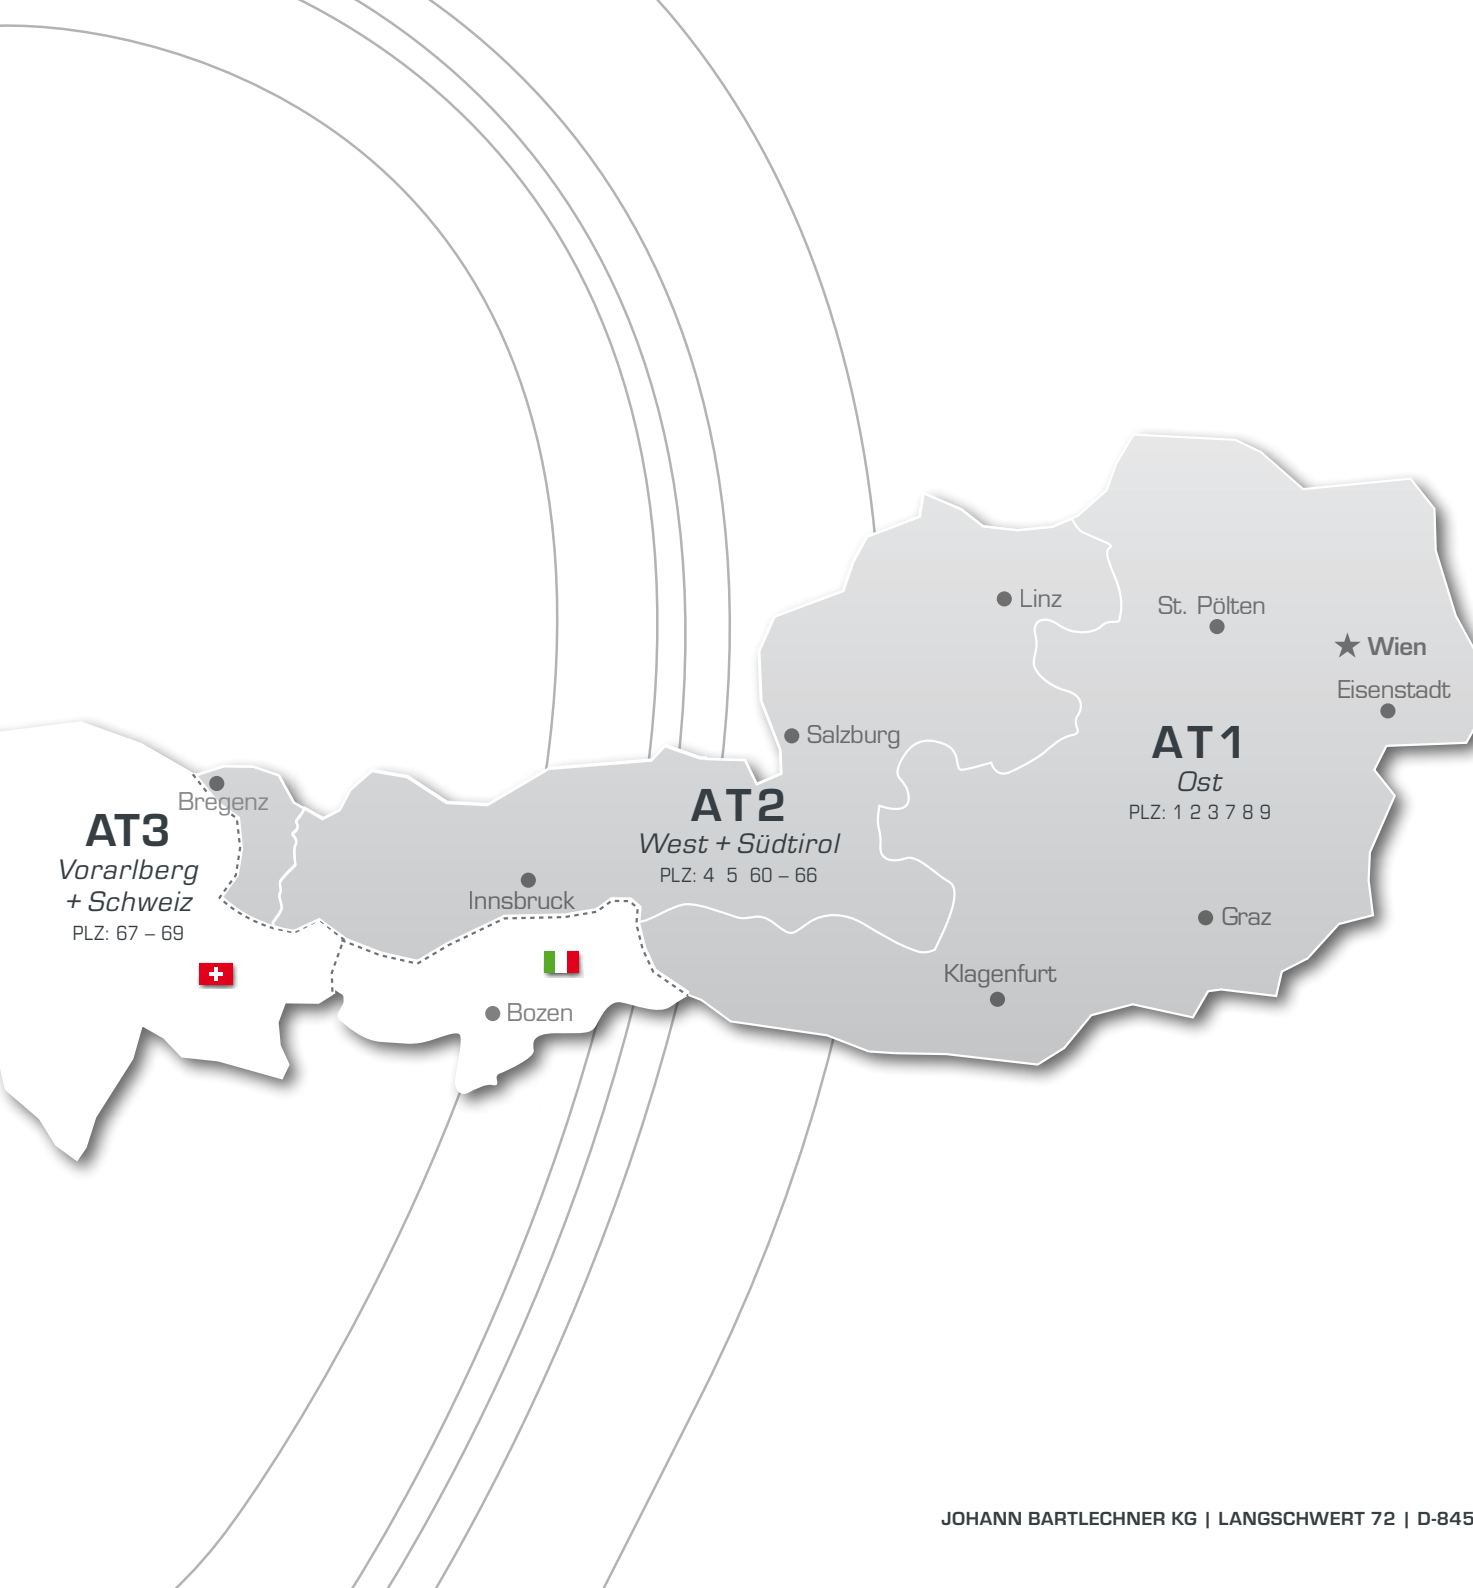 Linz
St. Pölten
Wien
Eisenstadt
Salzburg
AT1
Ost
PLZ: 1 2 3 7 8 9
Bregenz
AT2
West + Südtirol
PLZ: 4 5 60 – 66
AT3
Vorarlberg
+ Schweiz
PLZ: 67 – 69
Innsbruck
Graz
Klagenfurt
Bozen
JOHANN BARTLECHNER KG | LANGSCHWERT 72 | D-845